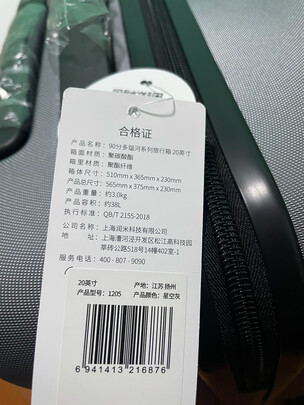 合格证
产品名称：90分多瑙河系列旅行箱 20英寸
箱面材质：聚碳酸酯
箱里材质：聚酯纤维
箱体尺寸：510mm x 365mm x 230mm
产品总尺寸：565mm x 375mm x 230mm
产品重量：约3.0kg
产品容积：约38L
执行标准：QB/T 2155-2018
公司名称：上海润米科技有限公司
地址：上海漕河泾开发区松江高科技园
莘砖公路518号14幢402室-1
服务电话：400-807-9090
20英寸
产地：江苏 扬州
产品型号：1205
产品颜色：星空灰
6 941413 216876